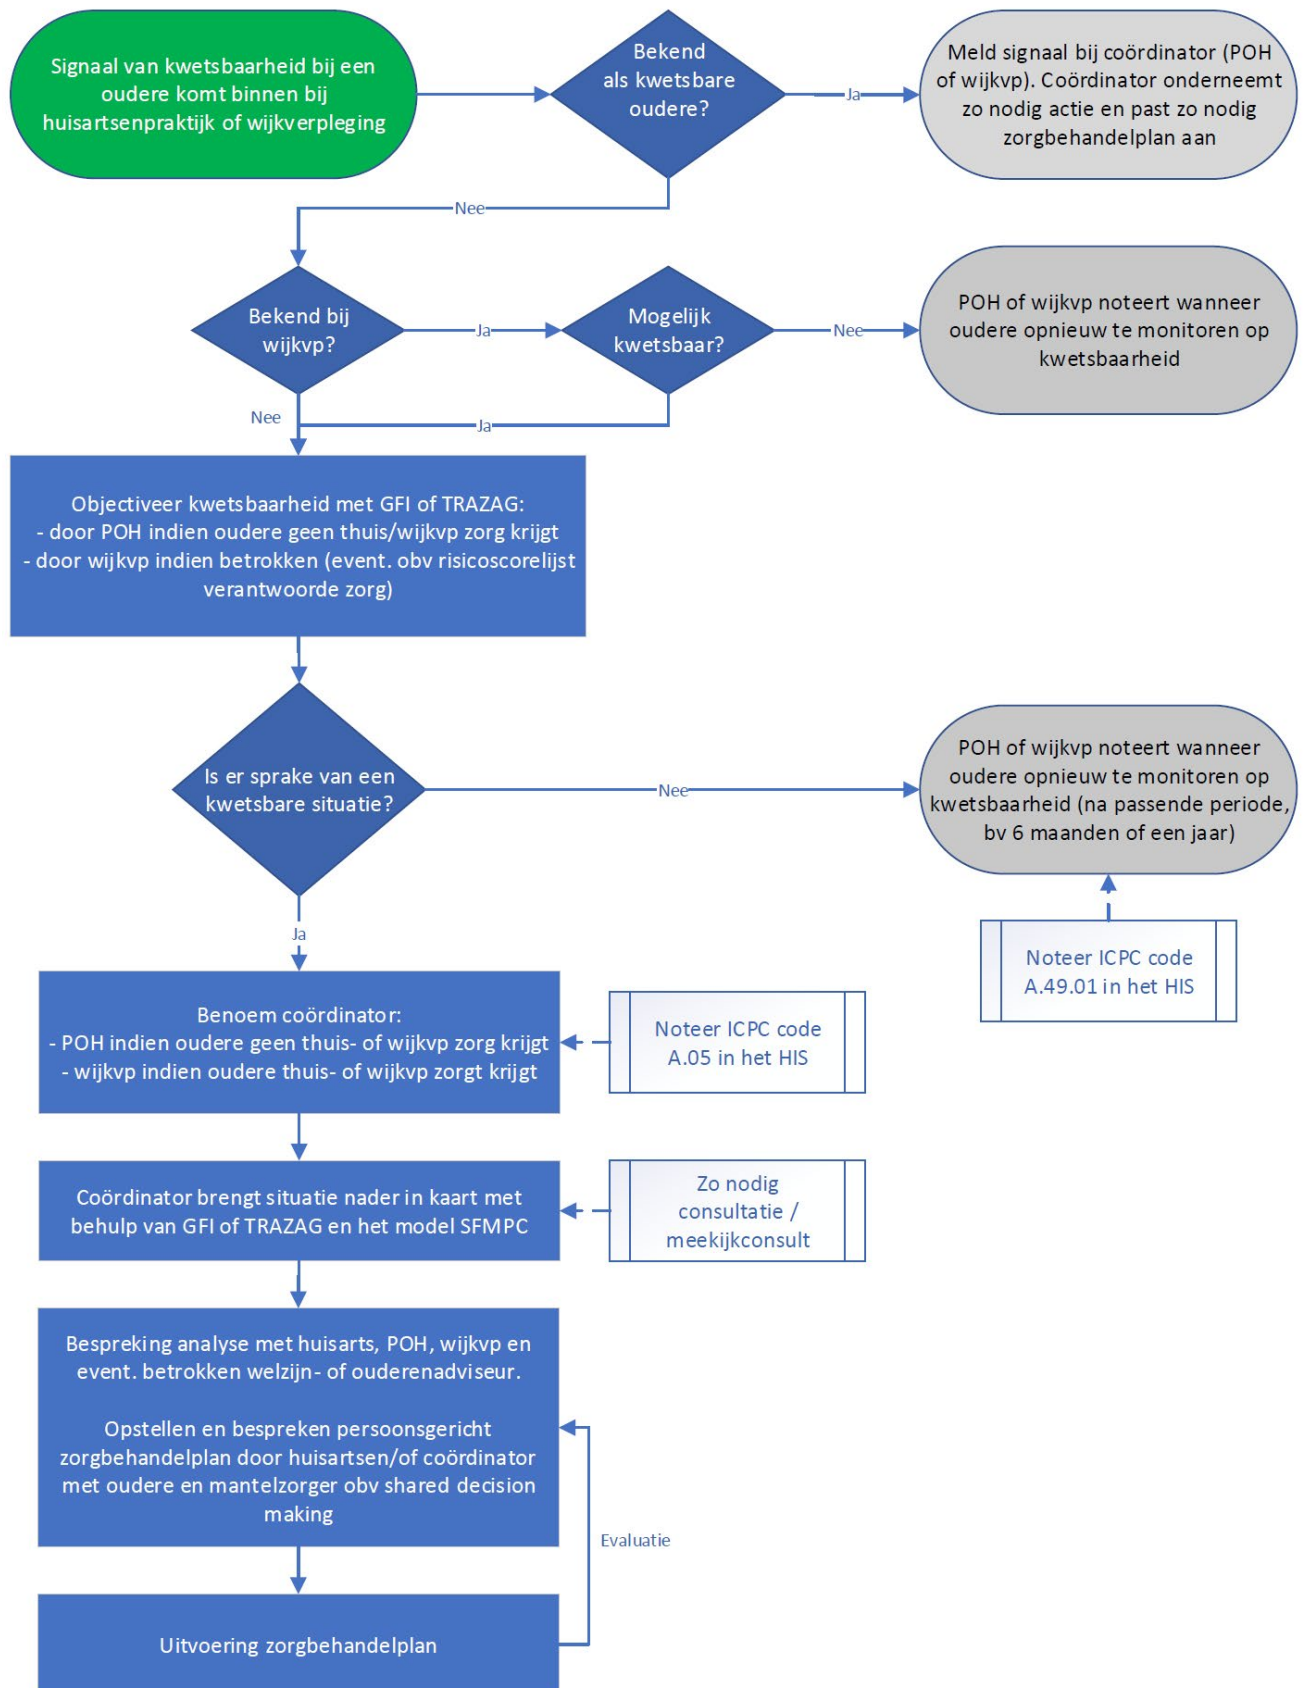 Signaal van kwetsbaarheid bij een
oudere komt binnen bij
huisartsenpraktijk of wijkverpleging
Bekend
als kwetsbare
oudere?
Ja
Meld signaal bij coördinator (POH
of wijkvp). Coördinator onderneemt
zo nodig actie en past zo nodig
zorgbehandelplan aan
Nee
Bekend bij
wijkvp?
Ja
Mogelijk
kwetsbaar?
Nee
POH of wijkvp noteert wanneer
oudere opnieuw te monitoren op
kwetsbaarheid
Nee
Ja
Objectiveer kwetsbaarheid met GFI of TRAZAG:
- door POH indien oudere geen thuis/wijkvp zorg krijgt
- door wijkvp indien betrokken (event. obv risicoscorelijst
verantwoorde zorg)
Is er sprake van een
kwetsbare situatie?
Nee
POH of wijkvp noteert wanneer
oudere opnieuw te monitoren op
kwetsbaarheid (na passende periode,
bv 6 maanden of een jaar)
Ja
Noteer ICPC code
A.49.01 in het HIS
Benoem coördinator:
- POH indien oudere geen thuis- of wijkvp zorg krijgt
- wijkvp indien oudere thuis- of wijkvp zorgt krijgt
Noteer ICPC code
A.05 in het HIS
Coördinator brengt situatie nader in kaart met
behulp van GFI of TRAZAG en het model SFMPC
Zo nodig
consultatie /
meekijkconsult
Bespreking analyse met huisarts, POH, wijkvp en
event. betrokken welzijn- of ouderenadviseur.
Opstellen en bespreken persoonsgericht
zorgbehandelplan door huisartsen/of coördinator
met oudere en mantelzorger obv shared decision
making
Evaluatie
Uitvoering zorgbehandelplan